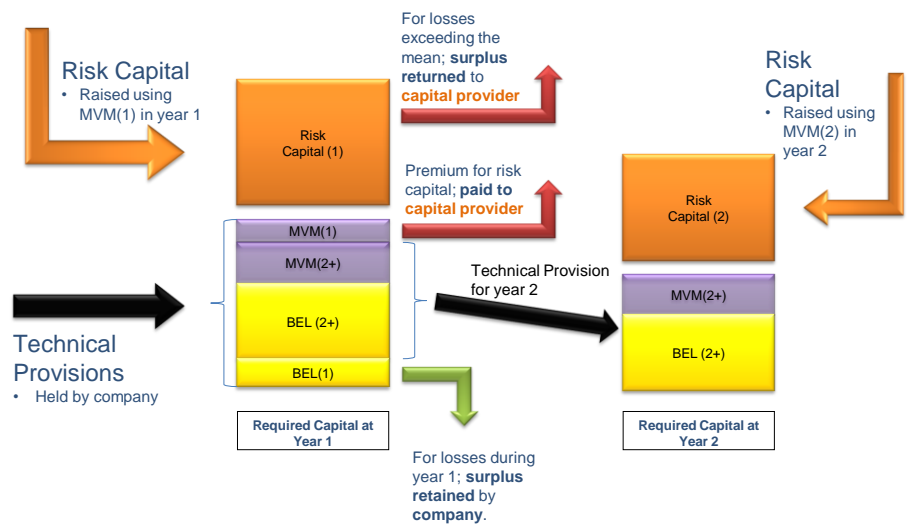 Risk Capital
• Raised using
MVM(1) in year 1
For losses
exceeding the
mean; surplus
returned to
capital provider
Risk
Capital (1)
Premium for risk
capital; paid to
capital provider
MVM(1)
MVM(2+)
BEL (2+)
BEL(1)
Technical
Provisions
• Held by company
Required Capital at
Year 1
For losses during
year 1; surplus
retained by
company.
Technical Provision
for year 2
Risk
Capital
• Raised using
MVM(2) in
year 2
Risk
Capital (2)
MVM(2+)
BEL (2+)
Required Capital at
Year 2